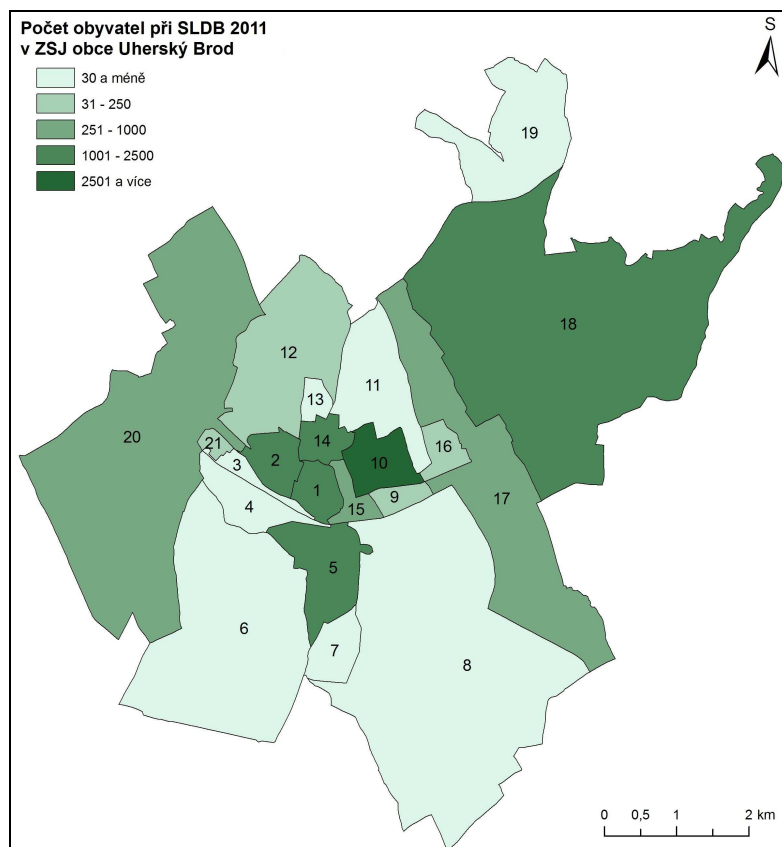 Počet obyvatel při SLDB 2011
v ZSJ obce Uherský Brod
30 a méně
31 - 250
251 - 1000
1001 - 2500
2501 a více
S
19
18
12
11
13
20
14
16
21
2
10
3
1
9
17
15
4
5
6
7
8
0 0,5 1 2 km